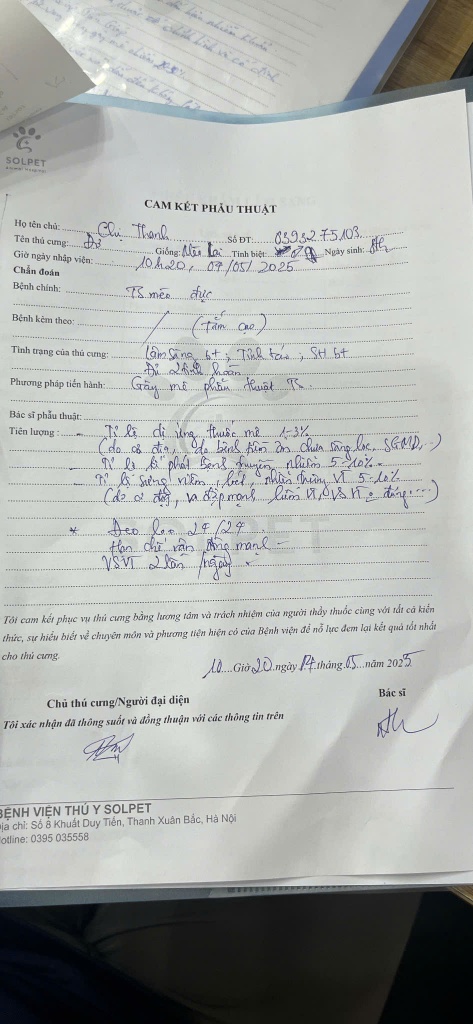 SOLPET
CAM KẾT PHẪU THUẬT
Họ tên chủ: Chị Thanh Số ĐT: 0393275103
Tên thú cưng: Giống: Mèo lai Tính biệt: Ngày sinh:
Giờ ngày nhập viện: 10h20, 07/05/2025
Chẩn đoán
Bệnh chính: TS mèo đực
Bệnh kèm theo: (Tắm cạo)
Tình trạng của thú cưng: Lâm sàng bt, Tỉnh táo, SH bt
Đủ 2 tinh hoàn
Phương pháp tiến hành: Gây mê phẫu thuật TS
Bác sĩ phẫu thuật:
Tiên lượng: - Tỉ lệ dị ứng thuốc mê 1-3%
(do cơ địa, do bệnh tiềm ẩn chưa sàng lọc, SGMD...)
Tỉ lệ bị phát bệnh truyền nhiễm 5-10%
- Tỉ lệ sưng viêm, nhiễm trùng VT 5-10%
(do cơ địa, va đập mạnh, liếm VT, VSVT đúng...)
* Đeo loa 24/24
Hạn chế vận động mạnh
VSVT 2 lần/ngày
Tôi cam kết phục vụ thú cưng bằng lương tâm và trách nhiệm của người thầy thuốc cùng với tất cả kiến
thức, sự hiểu biết về chuyên môn và phương tiện hiện có của Bệnh viện để nỗ lực đem lại kết quả tốt nhất
cho thú cưng.
10 Giờ 20 ngày tháng 05 năm 2025
Chủ thú cưng/Người đại diện Bác sĩ
Tôi xác nhận đã thông suốt và đồng thuận với các thông tin trên
BỆNH VIỆN THÚ Y SOLPET
Địa chỉ: Số 8 Khuất Duy Tiến, Thanh Xuân Bắc, Hà Nội
Hotline: 0395 035558